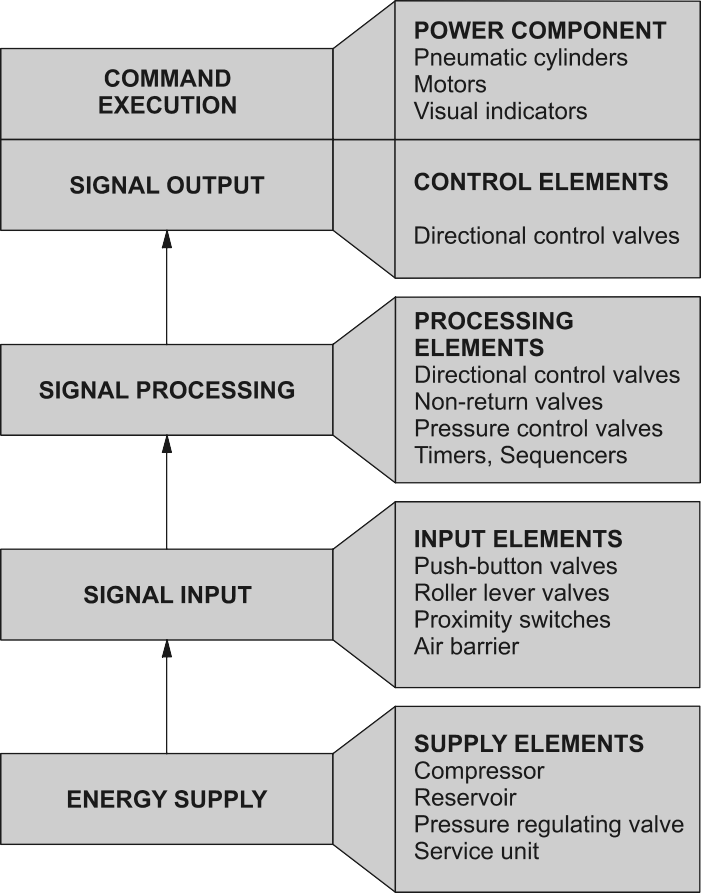 COMMAND
EXECUTION
POWER COMPONENT
Pneumatic cylinders
Motors
Visual indicators
SIGNAL OUTPUT
CONTROL ELEMENTS
Directional control valves
SIGNAL PROCESSING
PROCESSING
ELEMENTS
Directional control valves
Non-return valves
Pressure control valves
Timers, Sequencers
SIGNAL INPUT
INPUT ELEMENTS
Push-button valves
Roller lever valves
Proximity switches
Air barrier
ENERGY SUPPLY
SUPPLY ELEMENTS
Compressor
Reservoir
Pressure regulating valve
Service unit